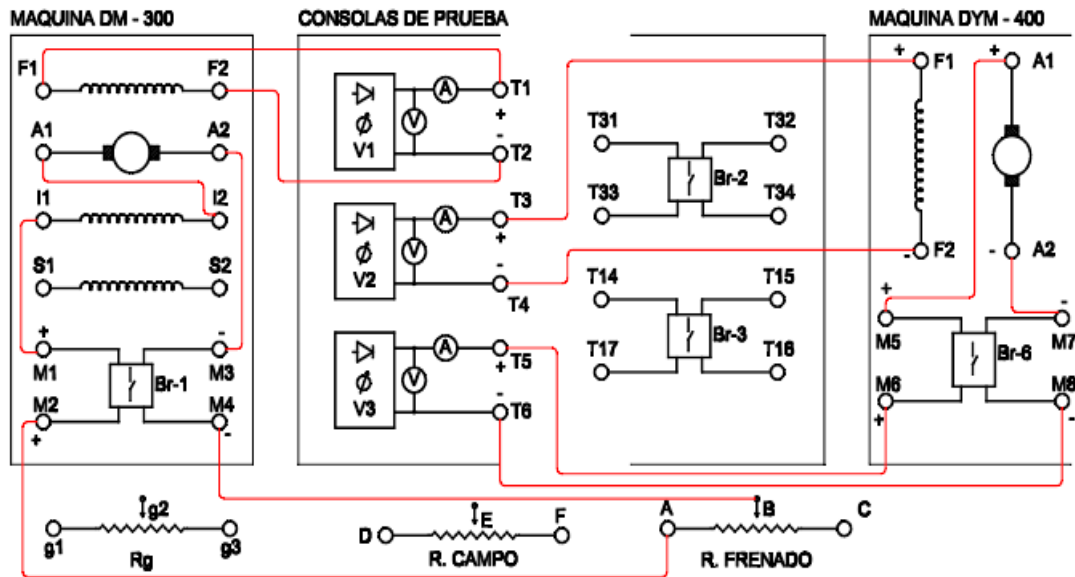 MAQUINA DM - 300
CONSOLAS DE PRUEBA
MAQUINA DYM - 400
F1
F2
A1
A2
I1
I2
S1
S2
+
-
M1
M3
Br-1
M2
M4
+
-
A
T1
V
+
-
V1
T2
A
T3
V
+
-
V2
T4
A
T5
V
+
-
V3
T6
T31
T32
Br-2
T33
T34
T14
T15
Br-3
T17
T16
+
F1
+
A1
-
F2
-
A2
+
-
M5
M7
Br-6
M6
M8
+
-
g2
g1
g3
Rg
E
D
F
R. CAMPO
A
B
C
R. FRENADO